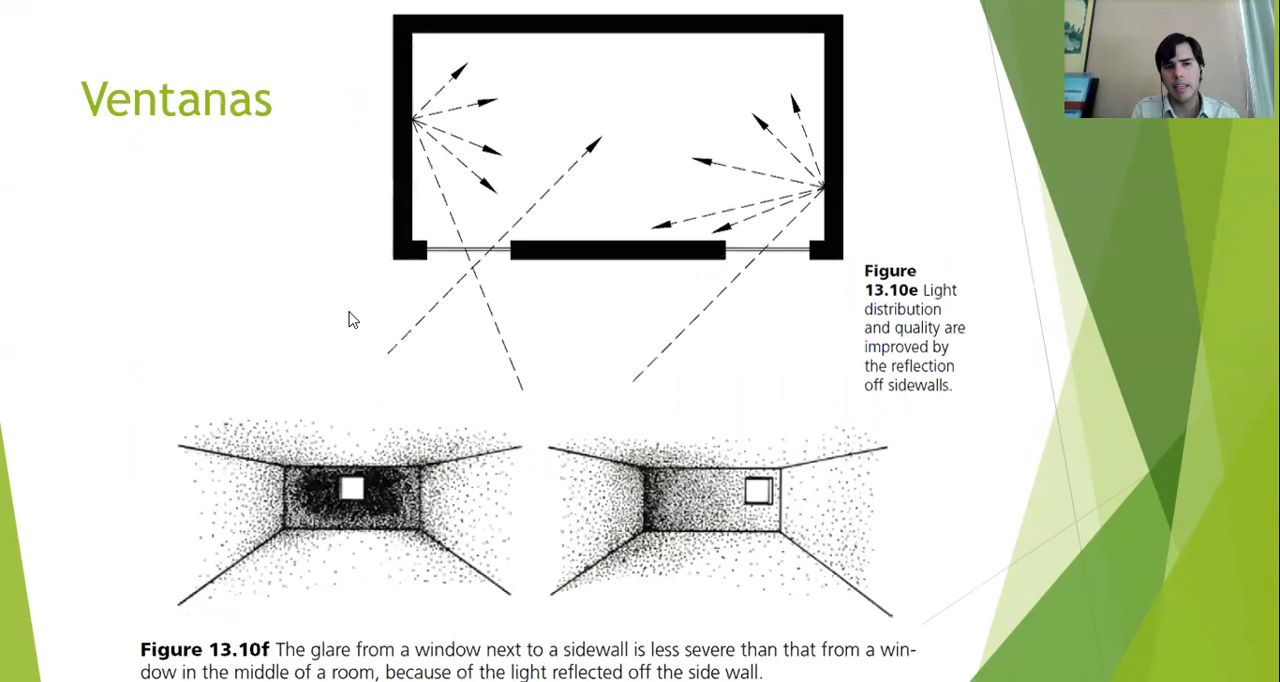 Ventanas
Figure
13.10e Light
distribution
and quality are
improved by
the reflection
off sidewalls.
Figure 13.10f The glare from a window next to a sidewall is less severe than that from a win-
dow in the middle of a room, because of the light reflected off the side wall.